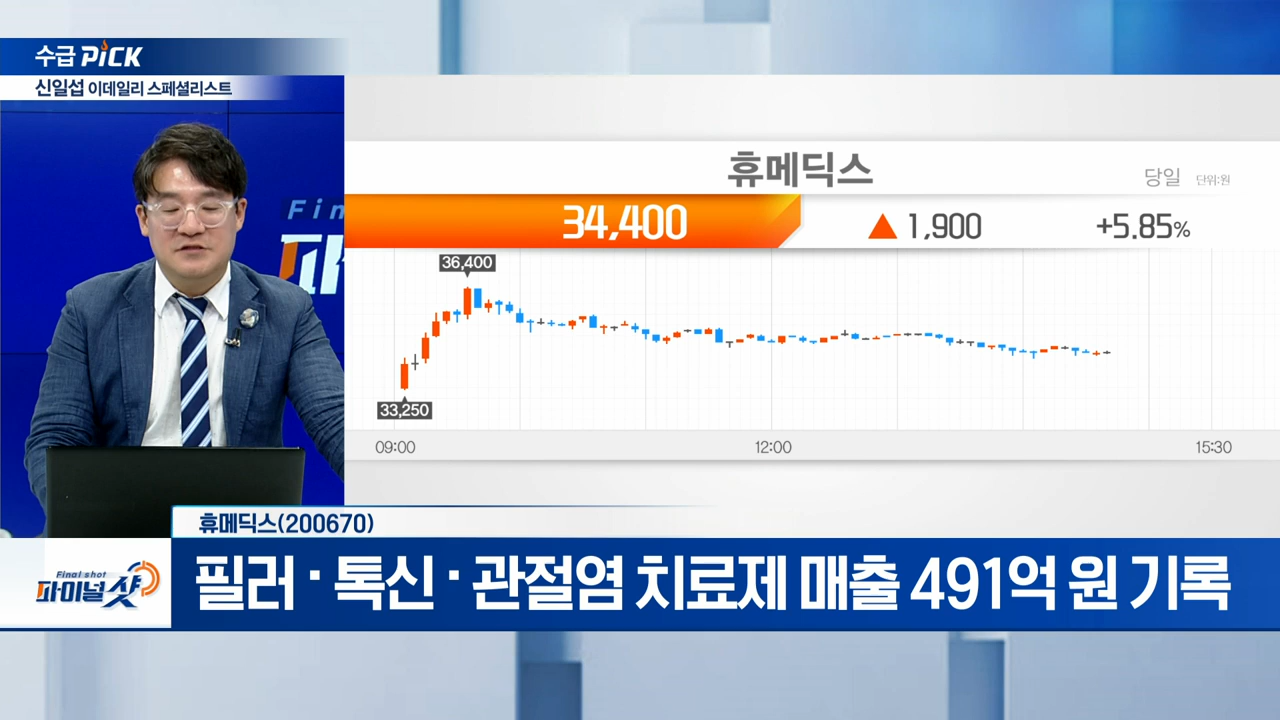 수급 PiCK
신일섭 이데일리 스페셜리스트
Fin
파
휴메딕스
당일 단위:원
34,400 ▲ 1,900 +5.85%
36,400
33,250
09:00 12:00 15:30
휴메딕스(200670)
Final shot
파이널샷
필러·톡신·관절염 치료제 매출 491억 원 기록